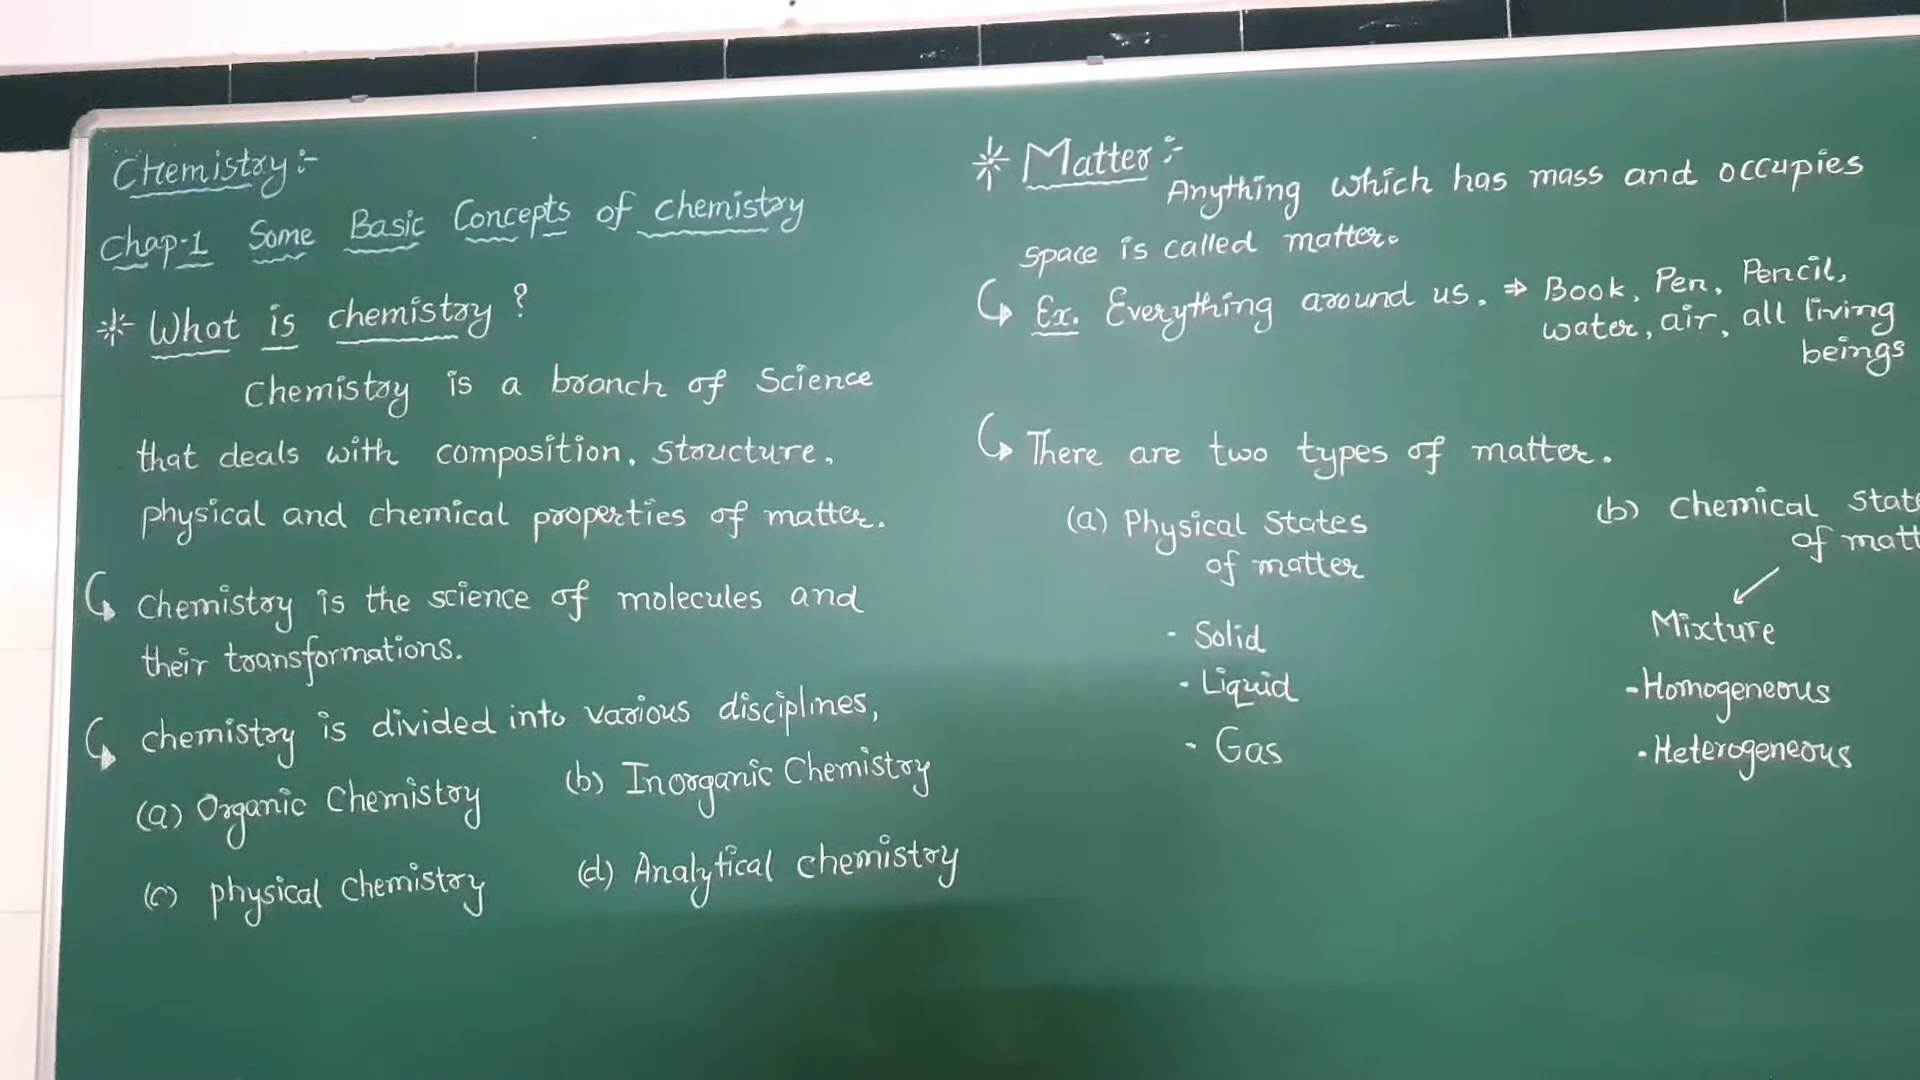 Chemistry :-
Chap-1 Some Basic Concepts of chemistry
* What is chemistry ?
Chemistry is a branch of Science
that deals with composition, structure,
physical and chemical properties of matter.
↳ chemistry is the science of molecules and
their transformations.
↳ chemistry is divided into various disciplines,
(a) Organic Chemistry (b) Inorganic Chemistry
(c) physical Chemistry (d) Analytical chemistry
* Matter :-
Anything which has mass and occupies
space is called matter.
↳ Ex. Everything around us. ⇒ Book, Pen, Pencil,
water, air, all living
beings
↳ There are two types of matter.
(a) Physical States
of matter
- Solid
- Liquid
- Gas
(b) Chemical
of
Mixture
- Homogeneous
- Heterogeneous